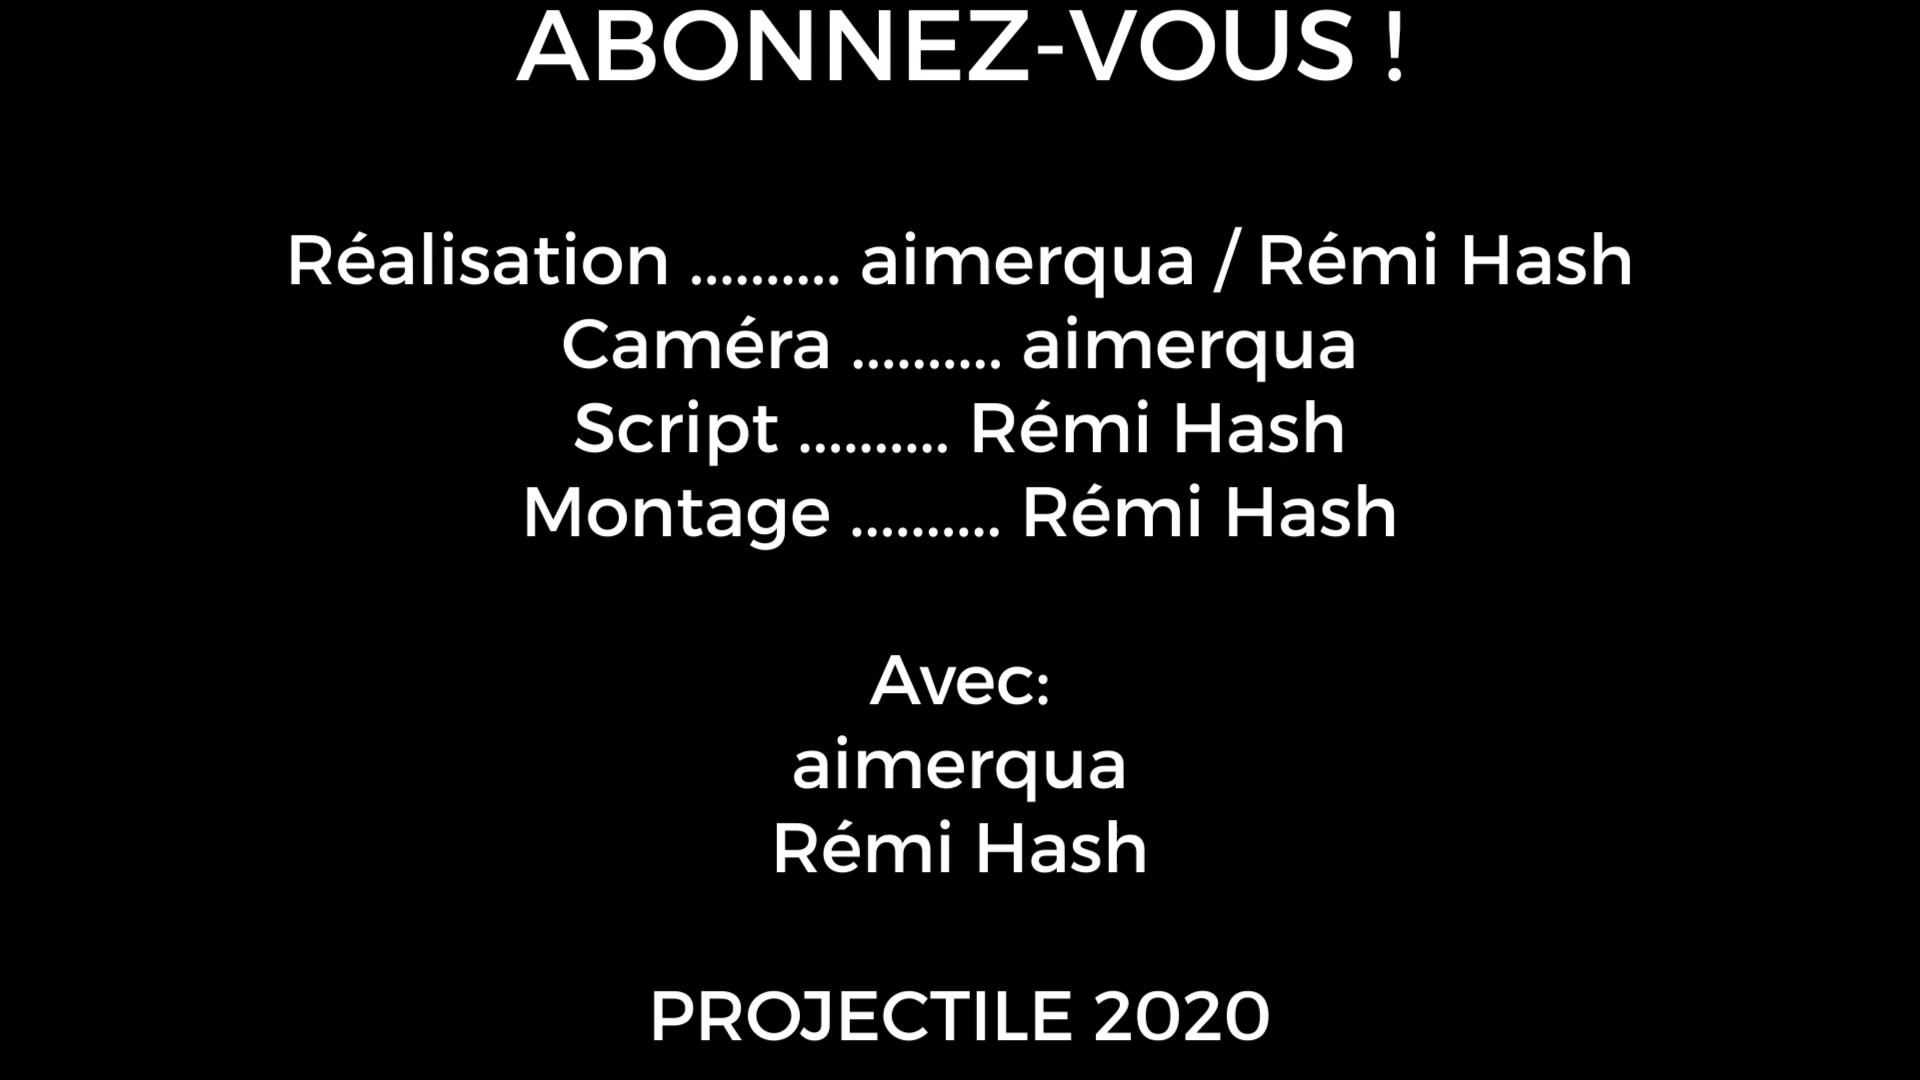 ABONNEZ-VOUS !
Réalisation .......... aimerqua / Rémi Hash
Caméra .......... aimerqua
Script .......... Rémi Hash
Montage .......... Rémi Hash
Avec:
aimerqua
Rémi Hash
PROJECTILE 2020